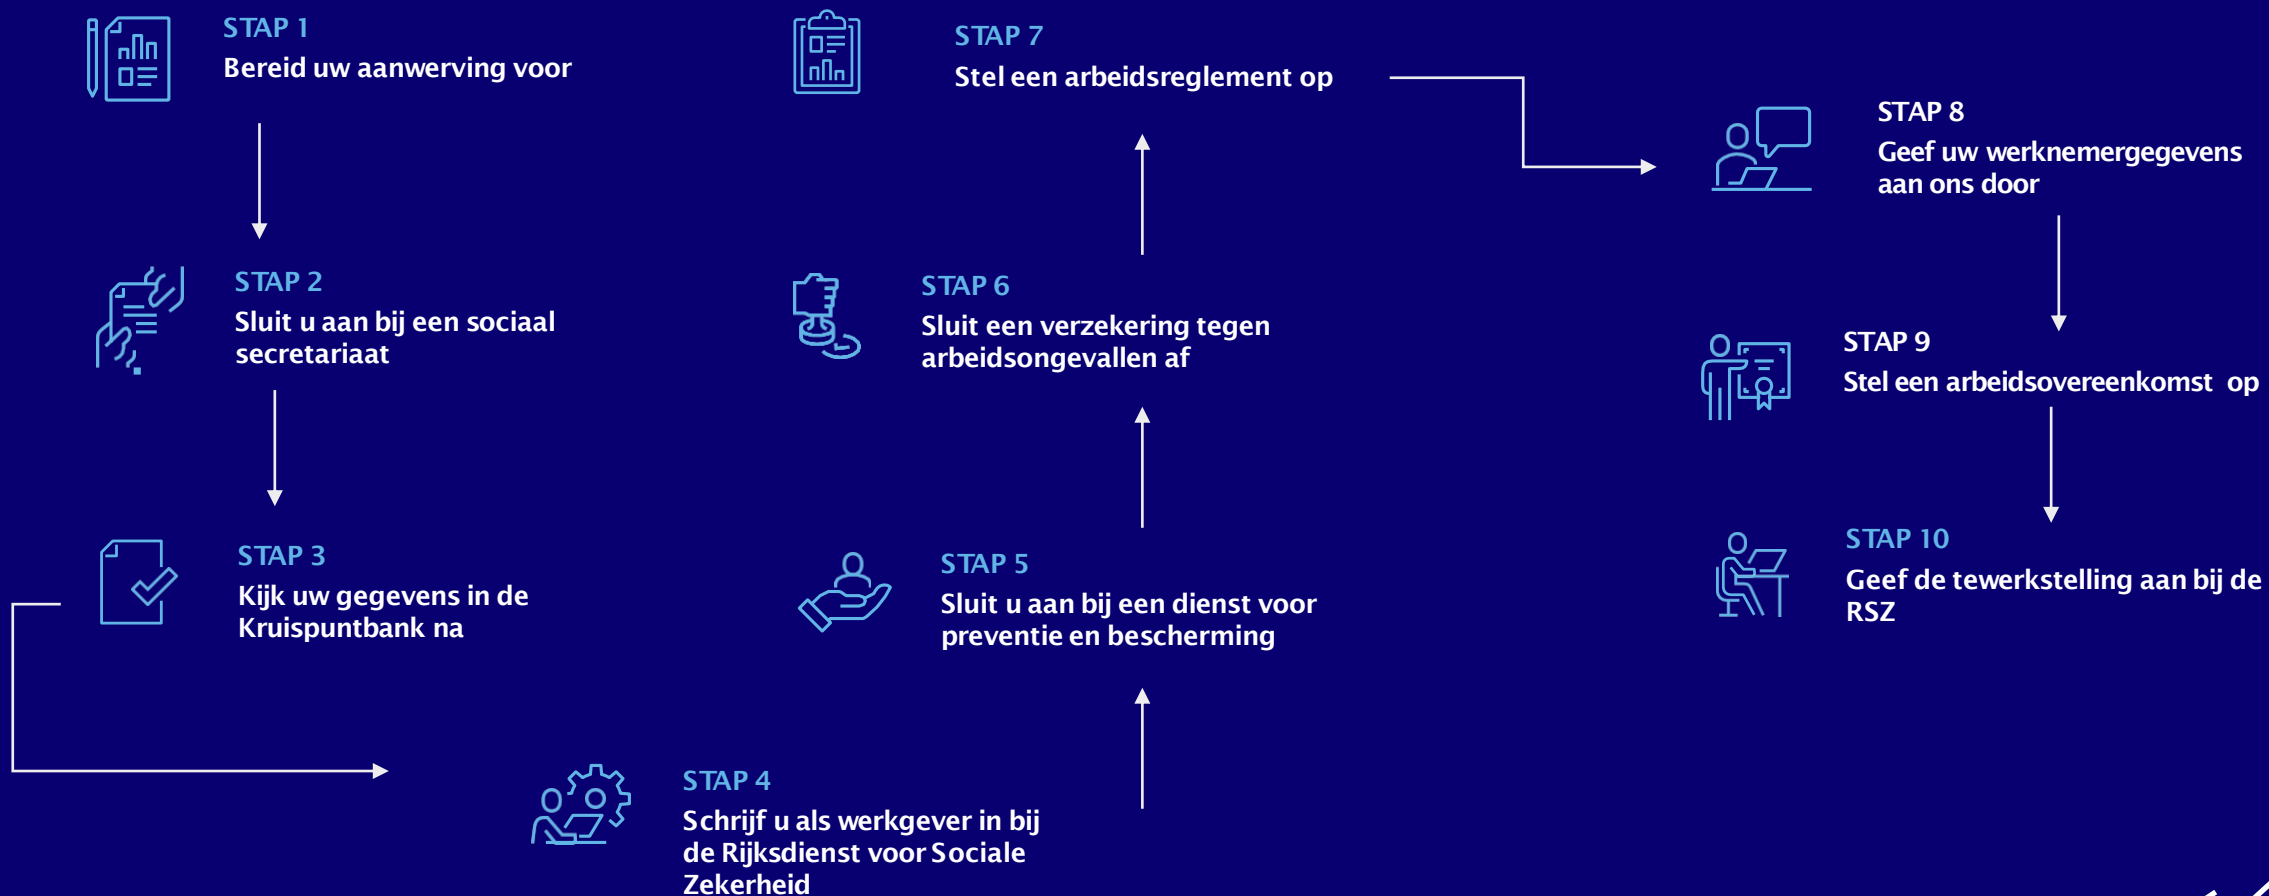 STAP 1
Bereid uw aanwerving voor
STAP 2
Sluit u aan bij een sociaal
secretariaat
STAP 3
Kijk uw gegevens in de
Kruispuntbank na
STAP 4
Schrijf u als werkgever in bij
de Rijksdienst voor Sociale
Zekerheid
STAP 5
Sluit u aan bij een dienst voor
preventie en bescherming
STAP 6
Sluit een verzekering tegen
arbeidsongevallen af
STAP 7
Stel een arbeidsreglement op
STAP 8
Geef uw werknemergegevens
aan ons door
STAP 9
Stel een arbeidsovereenkomst op
STAP 10
Geef de tewerkstelling aan bij de
RSZ